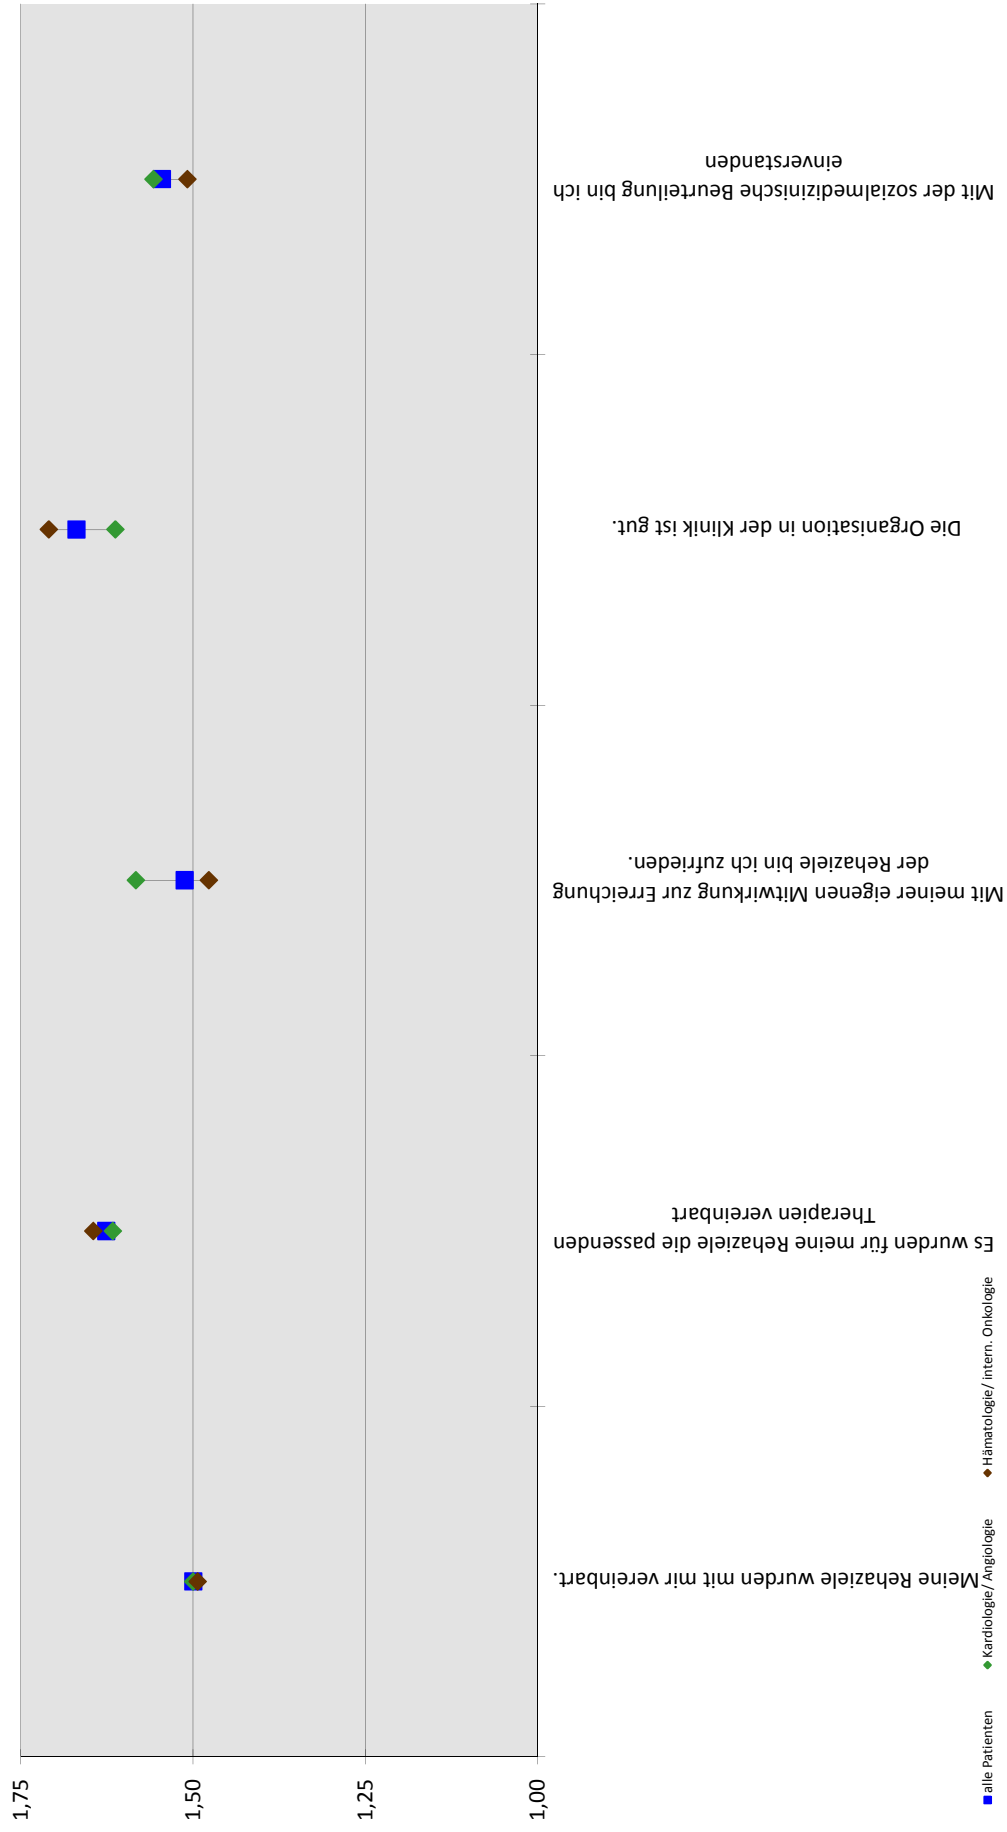 1,75
1,50
1,25
1,00
Meine Rehaziele wurden mit mir vereinbart.
Es wurden für meine Rehaziele die passenden
Therapien vereinbart
Mit meiner eigenen Mitwirkung zur Erreichung
der Rehaziele bin ich zufrieden.
Die Organisation in der Klinik ist gut.
Mit der sozialmedizinische Beurteilung bin ich
einverstanden
alle Patienten
Kardiologie/ Angiologie
Hämatologie/ intern. Onkologie